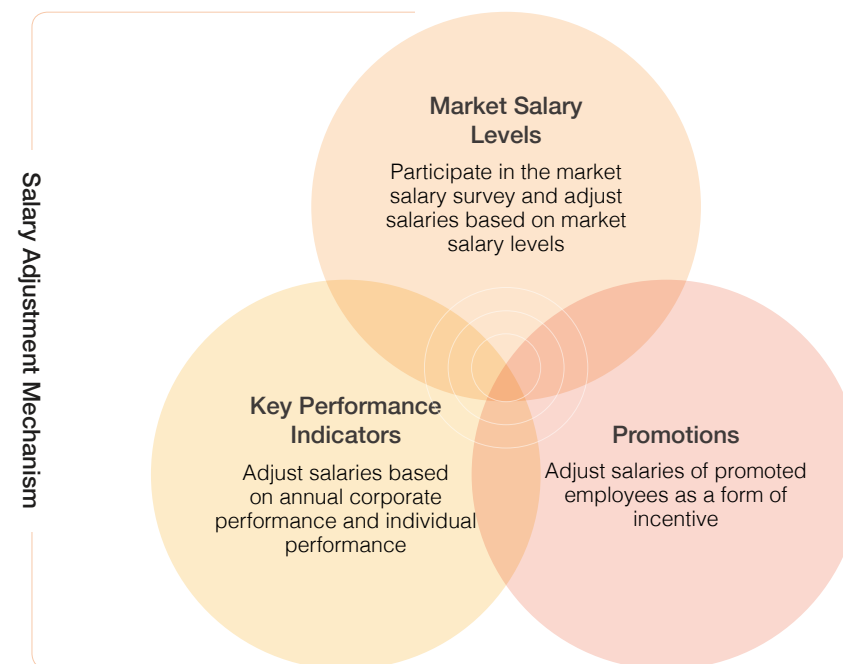 Salary Adjustment Mechanism
Market Salary
Levels
Participate in the market
salary survey and adjust
salaries based on market
salary levels
Key Performance
Indicators
Adjust salaries based
on annual corporate
performance and individual
performance
Promotions
Adjust salaries of promoted
employees as a form of
incentive